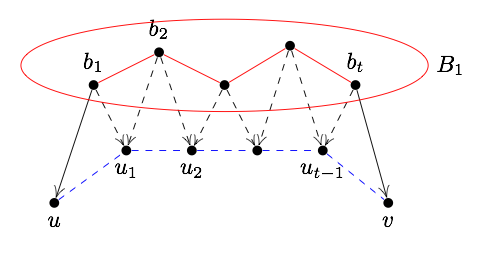 b₂
b₁ bₜ B₁
u₁ u₂ uₜ₋₁
u v